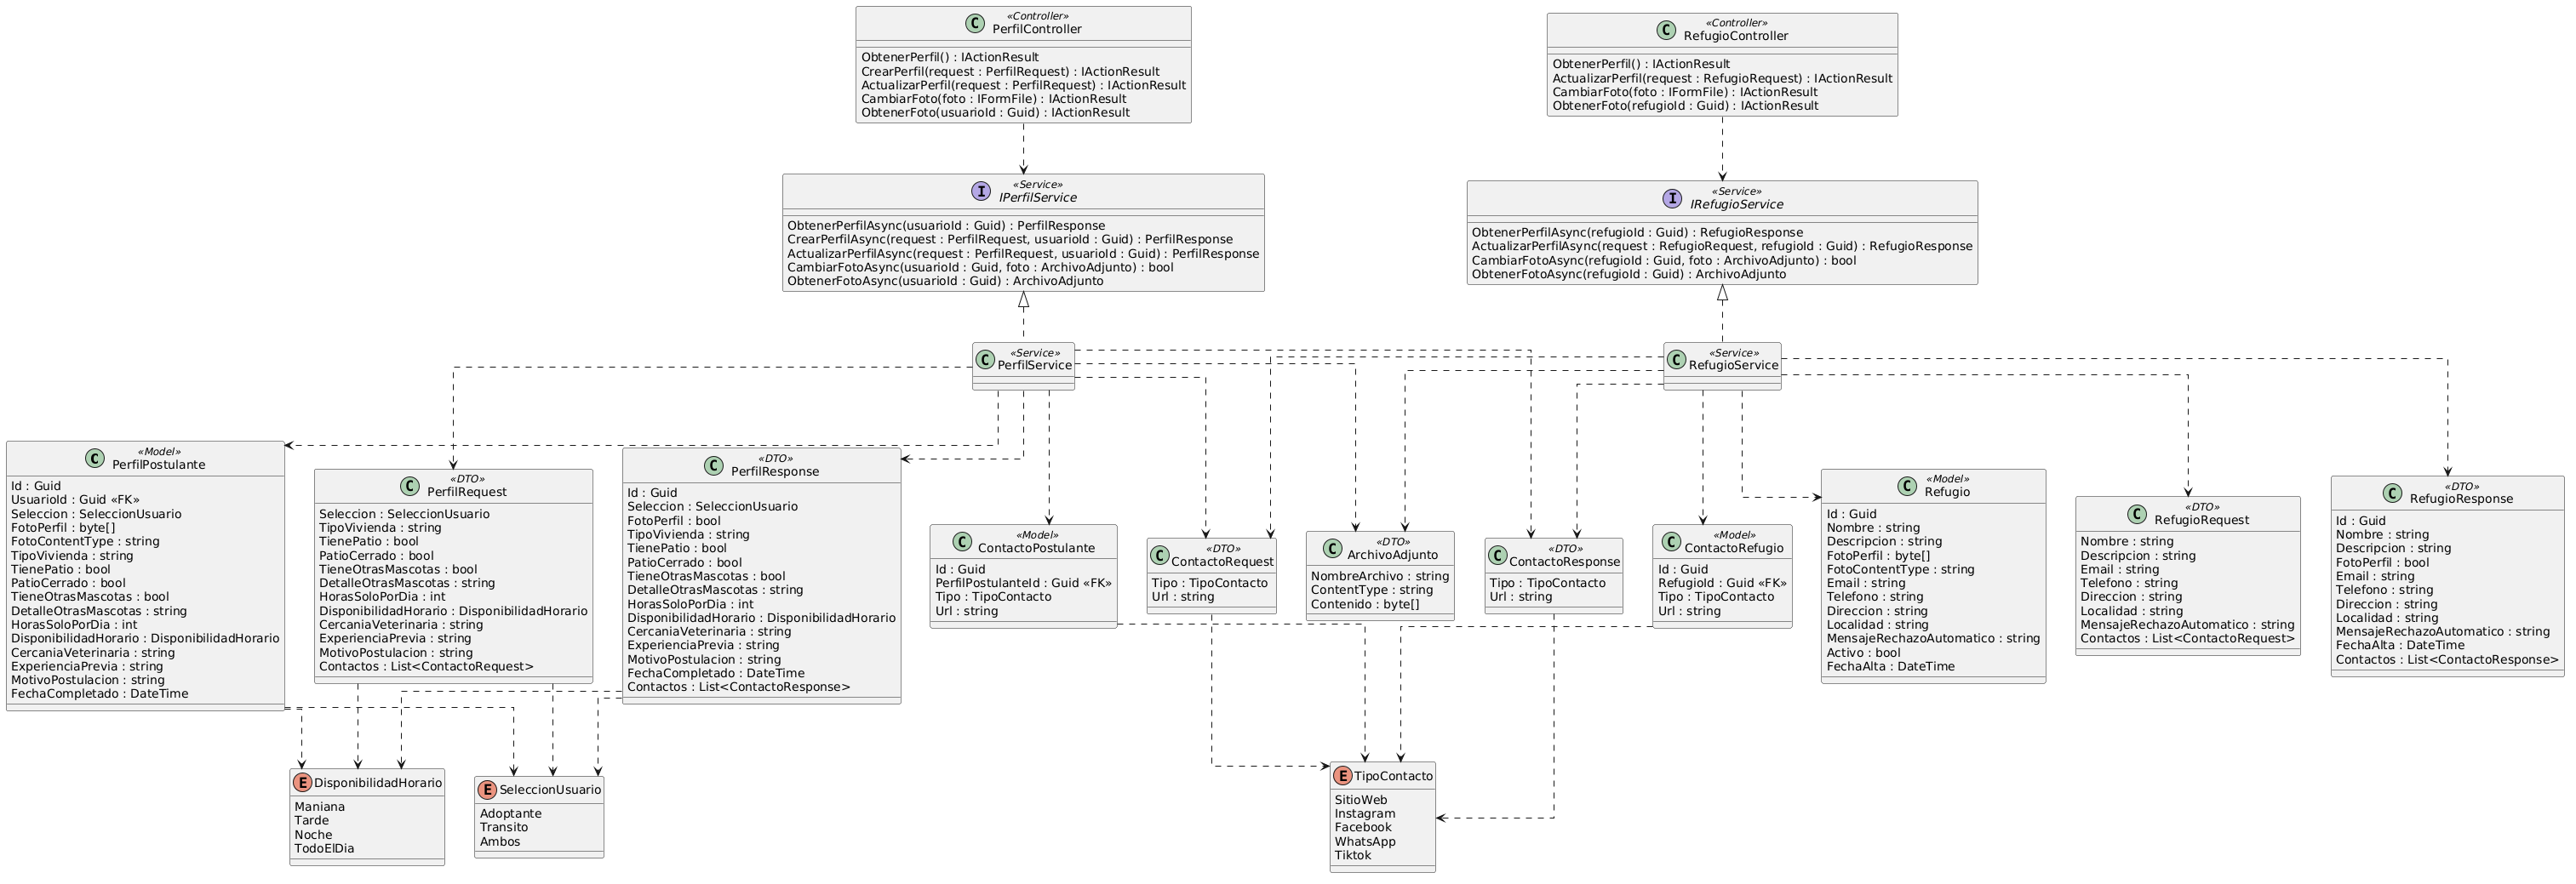 «Controller»
PerfilController
ObtenerPerfil() : IActionResult
CrearPerfil(request : PerfilRequest) : IActionResult
ActualizarPerfil(request : PerfilRequest) : IActionResult
CambiarFoto(foto : IFormFile) : IActionResult
ObtenerFoto(usuarioId : Guid) : IActionResult
«Controller»
RefugioController
ObtenerPerfil() : IActionResult
ActualizarPerfil(request : RefugioRequest) : IActionResult
CambiarFoto(foto : IFormFile) : IActionResult
ObtenerFoto(refugioId : Guid) : IActionResult
«Service»
IPerfilService
ObtenerPerfilAsync(usuarioId : Guid) : PerfilResponse
CrearPerfilAsync(request : PerfilRequest, usuarioId : Guid) : PerfilResponse
ActualizarPerfilAsync(request : PerfilRequest, usuarioId : Guid) : PerfilResponse
CambiarFotoAsync(usuarioId : Guid, foto : ArchivoAdjunto) : bool
ObtenerFotoAsync(usuarioId : Guid) : ArchivoAdjunto
«Service»
IRefugioService
ObtenerPerfilAsync(refugioId : Guid) : RefugioResponse
ActualizarPerfilAsync(request : RefugioRequest, refugioId : Guid) : RefugioResponse
CambiarFotoAsync(refugioId : Guid, foto : ArchivoAdjunto) : bool
ObtenerFotoAsync(refugioId : Guid) : ArchivoAdjunto
«Service»
PerfilService
«Service»
RefugioService
«Model»
PerfilPostulante
Id : Guid
UsuarioId : Guid «FK»
Seleccion : SeleccionUsuario
FotoPerfil : byte[]
FotoContentType : string
TipoVivienda : string
TienePatio : bool
PatioCerrado : bool
TieneOtrasMascotas : bool
DetalleOtrasMascotas : string
HorasSoloPorDia : int
DisponibilidadHorario : DisponibilidadHorario
CercaniaVeterinaria : string
ExperienciaPrevia : string
MotivoPostulacion : string
FechaCompletado : DateTime
«DTO»
PerfilRequest
Seleccion : SeleccionUsuario
TipoVivienda : string
TienePatio : bool
PatioCerrado : bool
TieneOtrasMascotas : bool
DetalleOtrasMascotas : string
HorasSoloPorDia : int
DisponibilidadHorario : DisponibilidadHorario
CercaniaVeterinaria : string
ExperienciaPrevia : string
MotivoPostulacion : string
Contactos : List<ContactoRequest>
«DTO»
PerfilResponse
Id : Guid
Seleccion : SeleccionUsuario
FotoPerfil : bool
TipoVivienda : string
TienePatio : bool
PatioCerrado : bool
TieneOtrasMascotas : bool
DetalleOtrasMascotas : string
HorasSoloPorDia : int
DisponibilidadHorario : DisponibilidadHorario
CercaniaVeterinaria : string
ExperienciaPrevia : string
MotivoPostulacion : string
FechaCompletado : DateTime
Contactos : List<ContactoResponse>
«Model»
ContactoPostulante
Id : Guid
PerfilPostulanteId : Guid «FK»
Tipo : TipoContacto
Url : string
«DTO»
ContactoRequest
Tipo : TipoContacto
Url : string
«DTO»
ArchivoAdjunto
NombreArchivo : string
ContentType : string
Contenido : byte[]
«DTO»
ContactoResponse
Tipo : TipoContacto
Url : string
«Model»
ContactoRefugio
Id : Guid
RefugioId : Guid «FK»
Tipo : TipoContacto
Url : string
«Model»
Refugio
Id : Guid
Nombre : string
Descripcion : string
FotoPerfil : byte[]
FotoContentType : string
Email : string
Telefono : string
Direccion : string
Localidad : string
MensajeRechazoAutomatico : string
Activo : bool
FechaAlta : DateTime
«DTO»
RefugioRequest
Nombre : string
Descripcion : string
Email : string
Telefono : string
Direccion : string
Localidad : string
MensajeRechazoAutomatico : string
Contactos : List<ContactoRequest>
«DTO»
RefugioResponse
Id : Guid
Nombre : string
Descripcion : string
FotoPerfil : bool
Email : string
Telefono : string
Direccion : string
Localidad : string
MensajeRechazoAutomatico : string
FechaAlta : DateTime
Contactos : List<ContactoResponse>
DisponibilidadHorario
Maniana
Tarde
Noche
TodoElDia
SeleccionUsuario
Adoptante
Transito
Ambos
TipoContacto
SitioWeb
Instagram
Facebook
WhatsApp
Tiktok